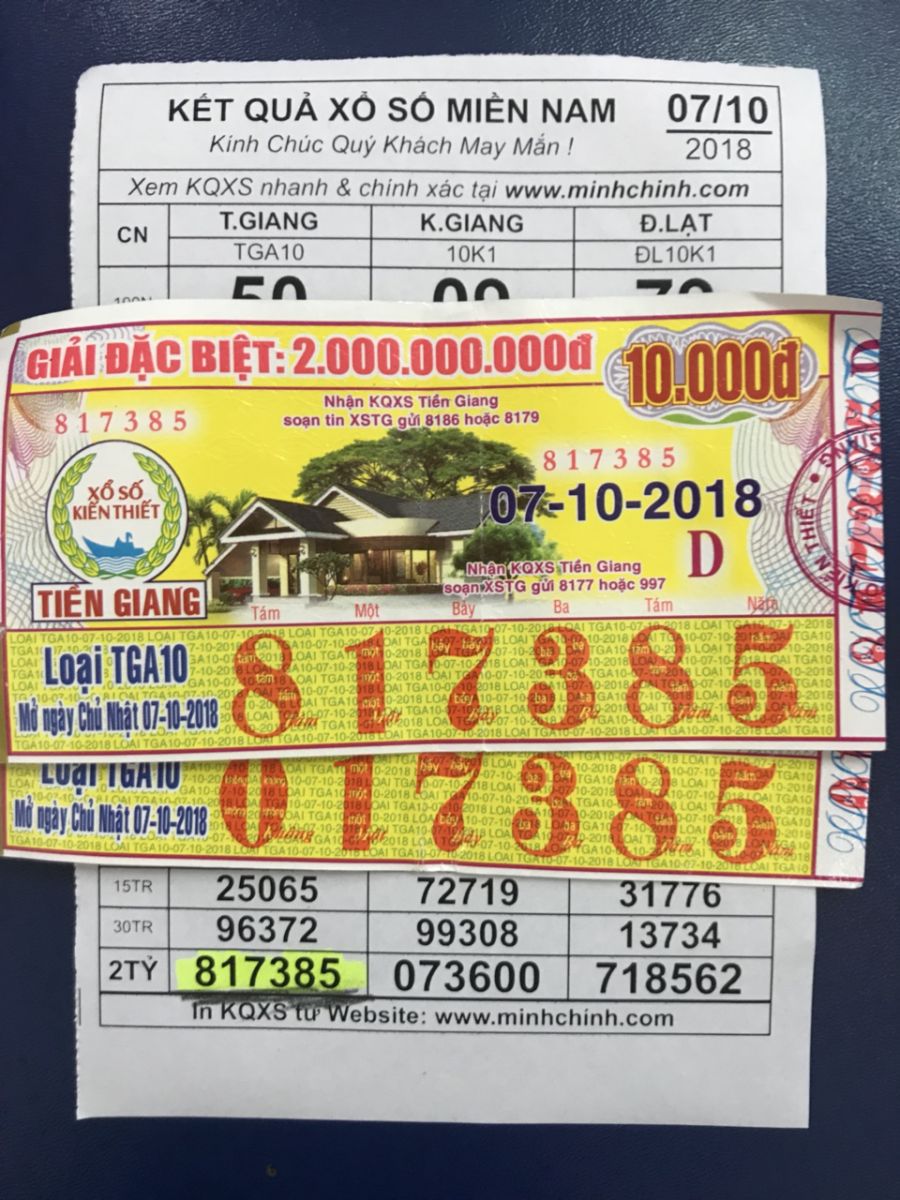 KẾT QUẢ XỔ SỐ MIỀN NAM 07/10
Kính Chúc Quý Khách May Mắn ! 2018
Xem KQXS nhanh & chính xác tại www.minhchinh.com
CN T.GIANG K.GIANG Đ.LẠT
TGA10 10K1 ĐL10K1
GIẢI ĐẶC BIỆT: 2.000.000.000đ 10.000đ
Nhận KQXS Tiền Giang
soạn tin XSTG gửi 8186 hoặc 8179
817385
817385
XỔ SỐ
KIẾN THIẾT
07-10-2018
D
Nhận KQXS Tiền Giang
soạn XSTG gửi 8177 hoặc 997
TIỀN GIANG
Tám Một Bảy Ba Tám Năm
Loại TGA10
Mở ngày Chủ Nhật 07-10-2018
817385
Loại TGA10
Mở ngày Chủ Nhật 07-10-2018
017385
15TR 25065 72719 31776
30TR 96372 99308 13734
2TỶ 817385 073600 718562
In KQXS từ Website: www.minhchinh.com